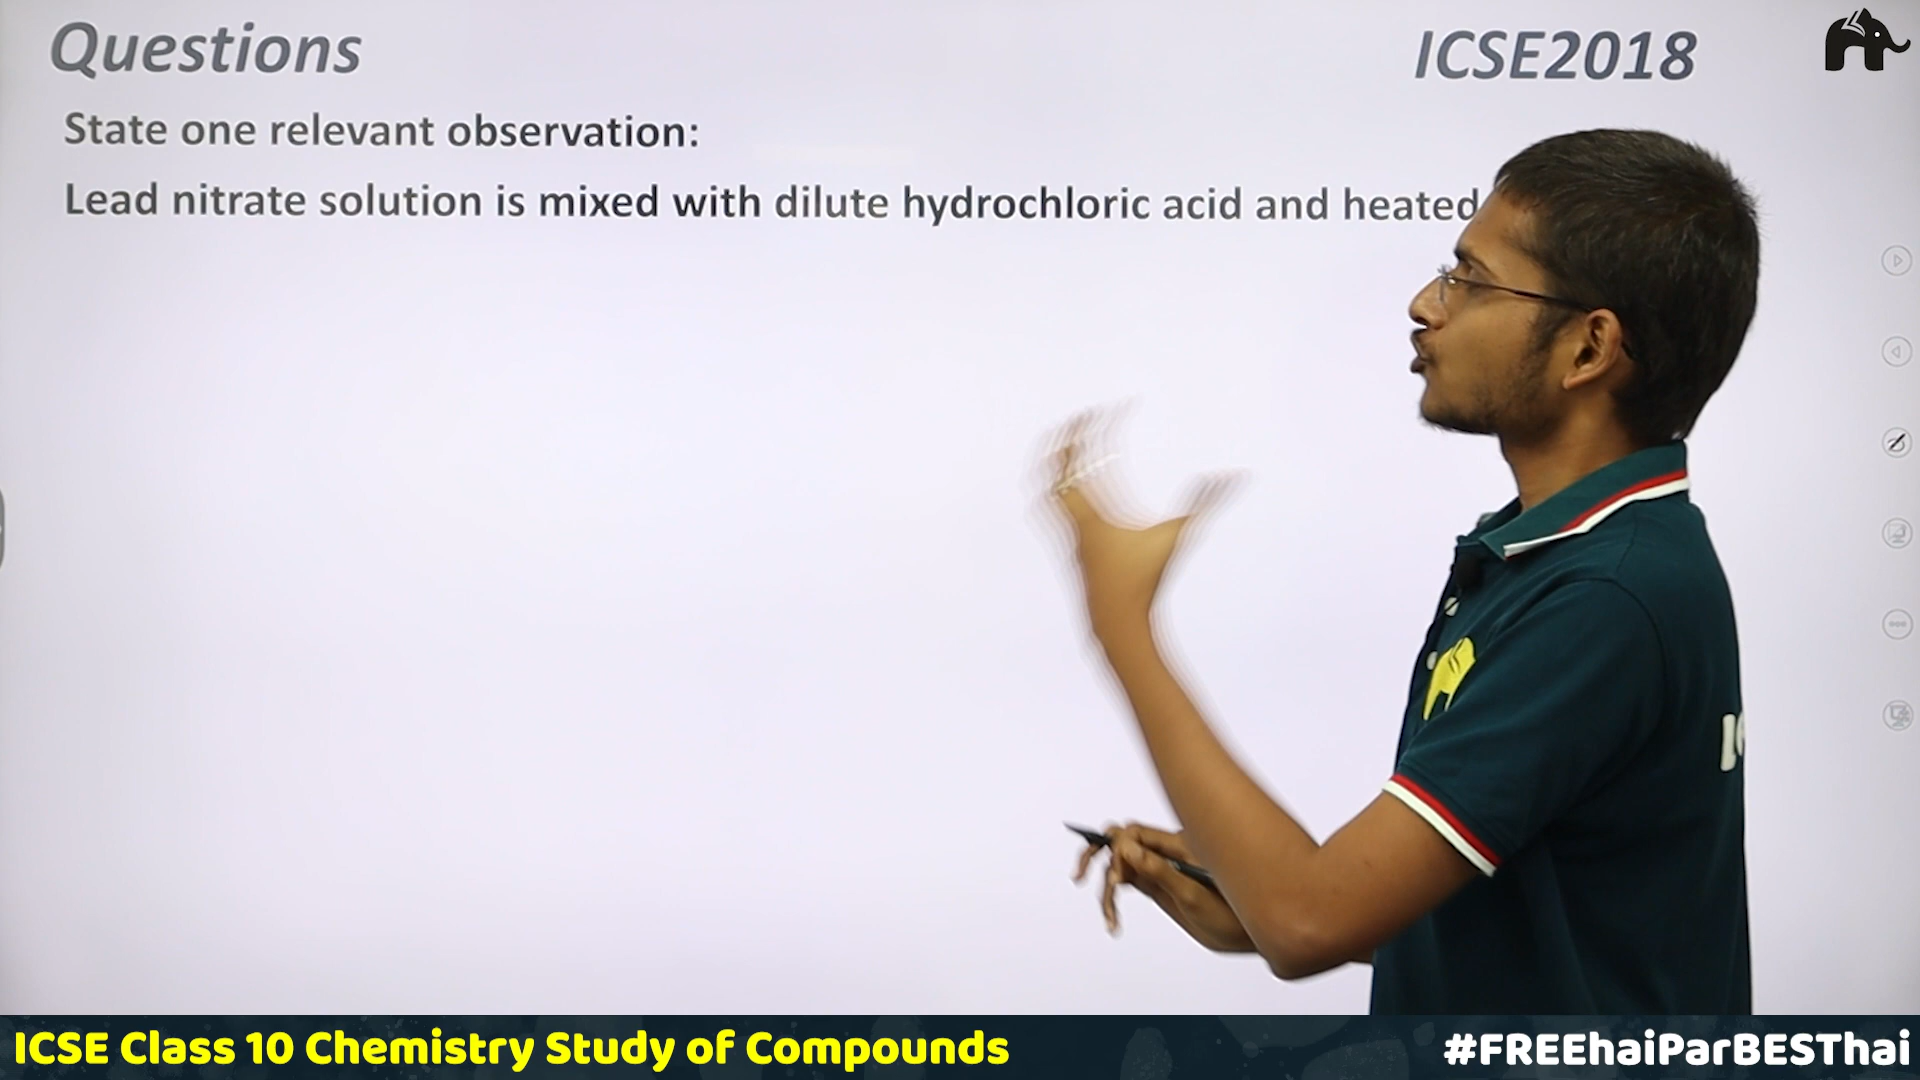 Questions
ICSE2018
State one relevant observation:
Lead nitrate solution is mixed with dilute hydrochloric acid and heated
ICSE Class 10 Chemistry Study of Compounds
#FREEhaiParBESThai